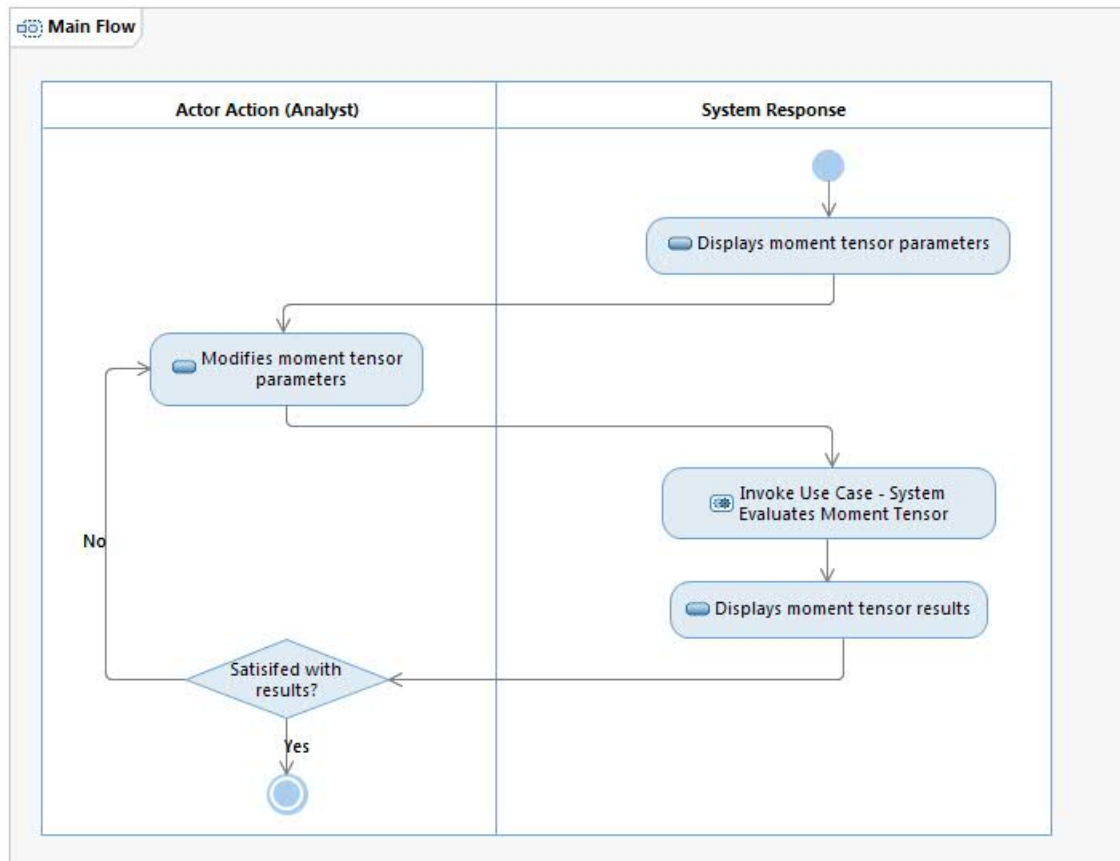 Main Flow
Actor Action (Analyst)
System Response
Displays moment tensor parameters
Modifies moment tensor
parameters
Invoke Use Case - System
Evaluates Moment Tensor
No
Displays moment tensor results
Satisifed with
results?
Yes